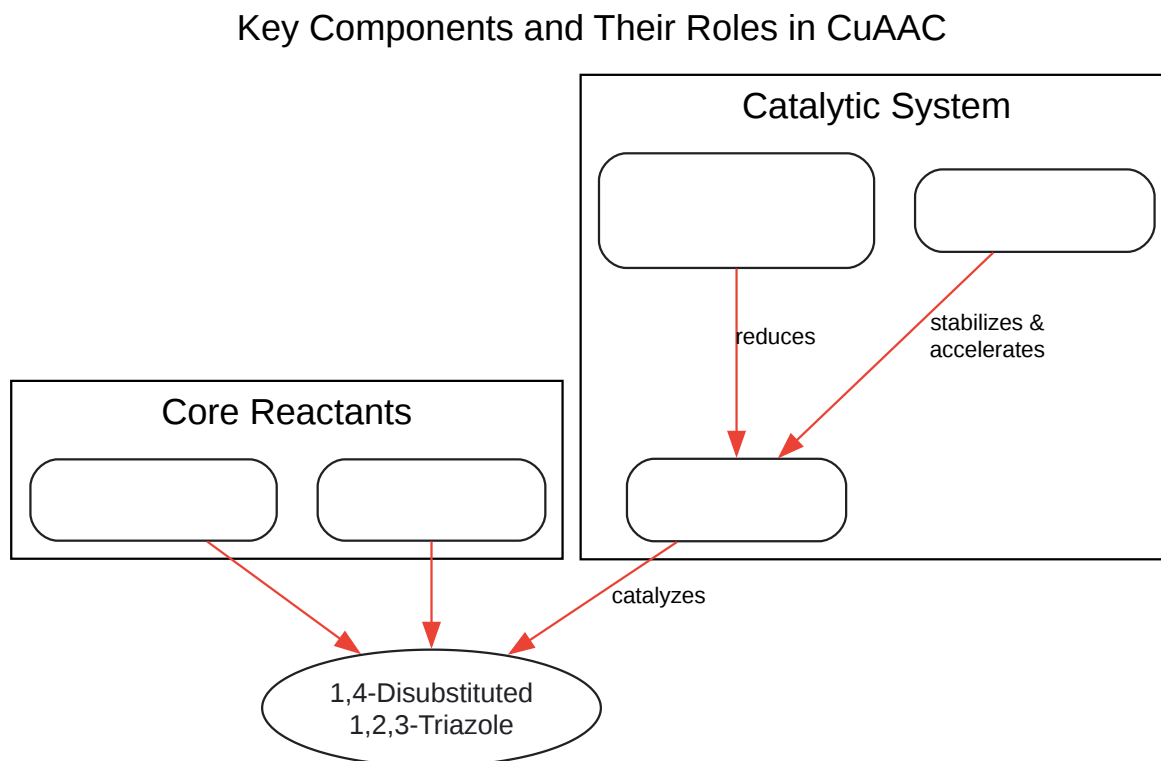 Key Components and Their Roles in CuAAC
Catalytic System
reduces
stabilizes &
accelerates
Core Reactants
catalyzes
1,4-Disubstituted
1,2,3-Triazole